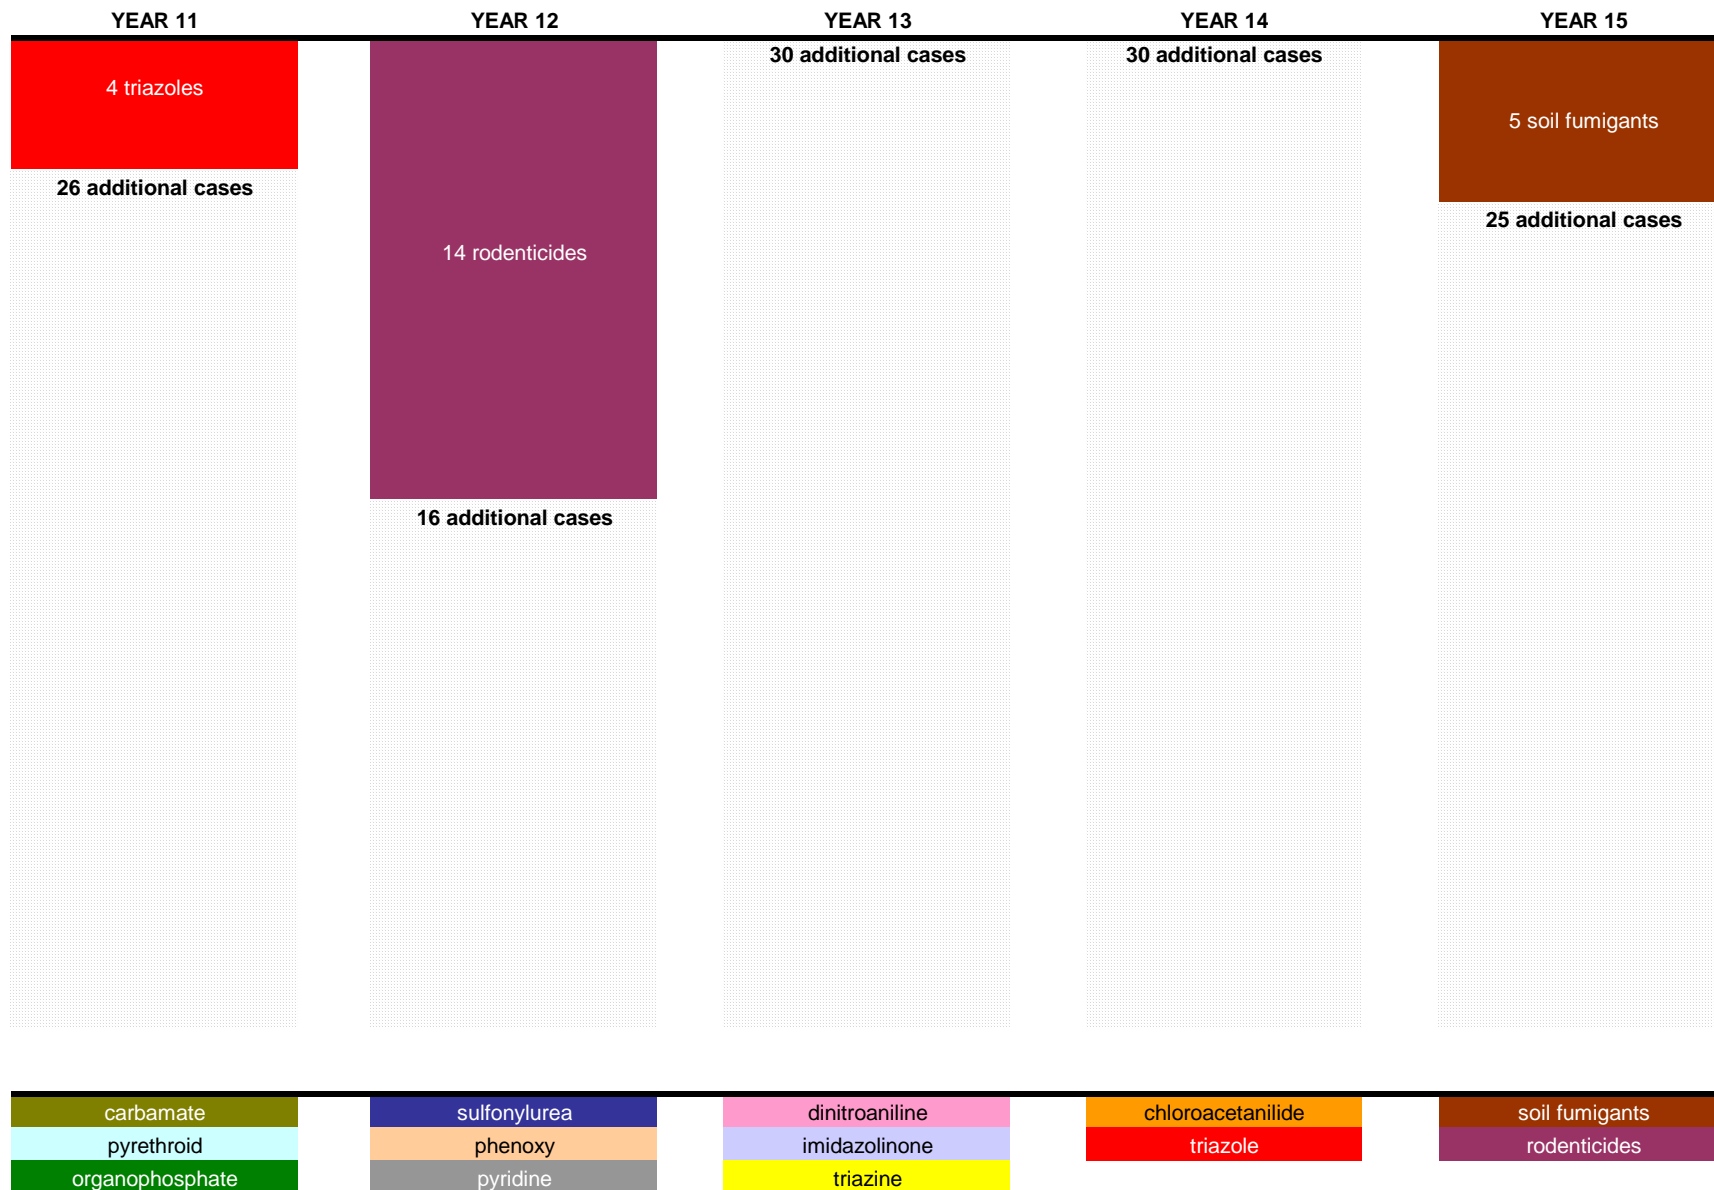 YEAR 11 YEAR 12 YEAR 13 YEAR 14 YEAR 15
30 additional cases 30 additional cases
4 triazoles
5 soil fumigants
26 additional cases
25 additional cases
14 rodenticides
16 additional cases
carbamate sulfonylurea dinitroaniline chloroacetanilide soil fumigants
pyrethroid phenoxy imidazolinone triazole rodenticides
organophosphate pyridine triazine